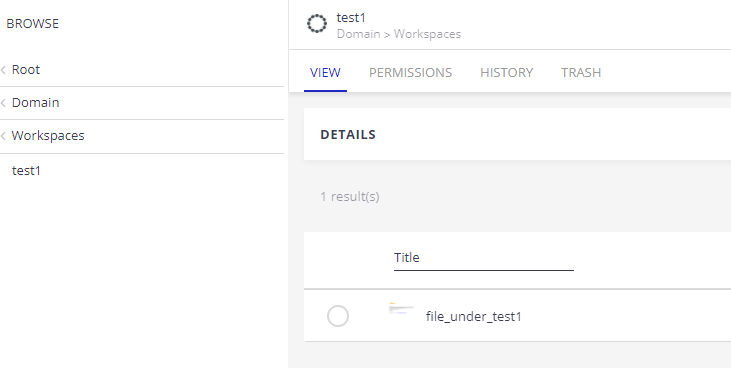 BROWSE
Root
Domain
Workspaces
test1
test1
Domain > Workspaces
VIEW PERMISSIONS HISTORY TRASH
DETAILS
1 result(s)
Title
file_under_test1